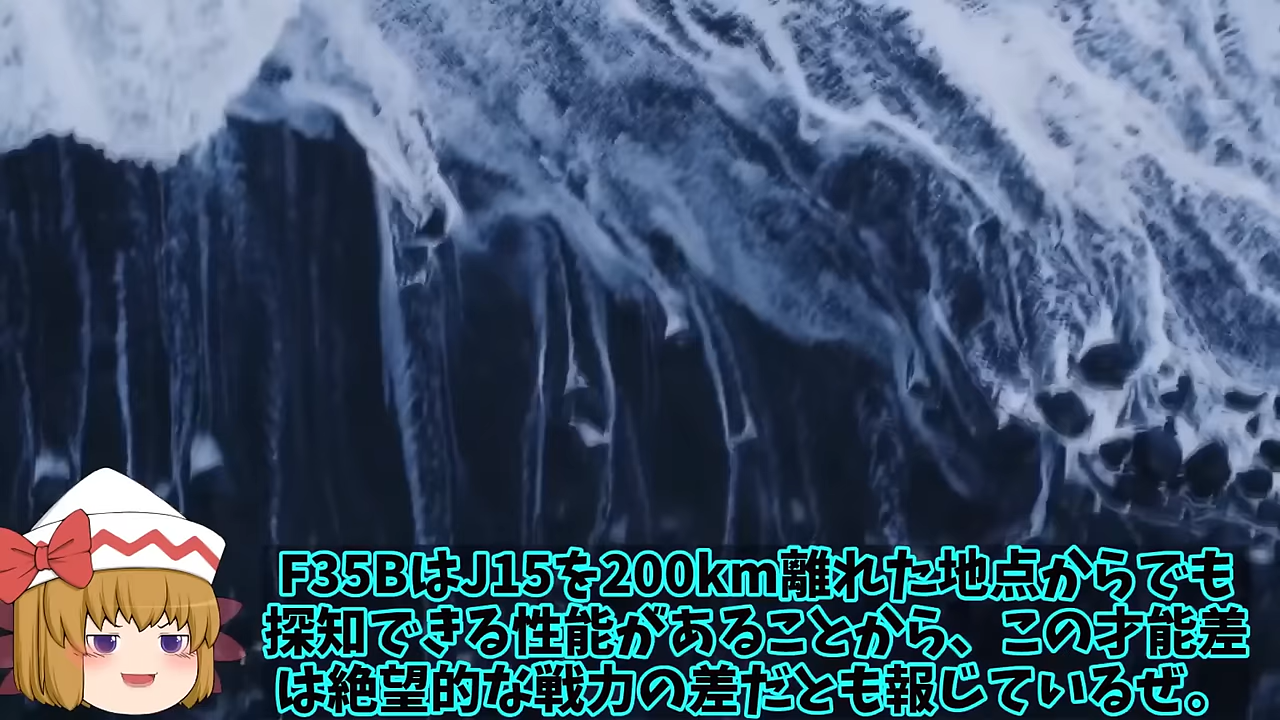 F35BはJ15を200km離れた地点からでも
探知できる性能があることから、この才能差
は絶望的な戦力の差だとも報じているぜ。